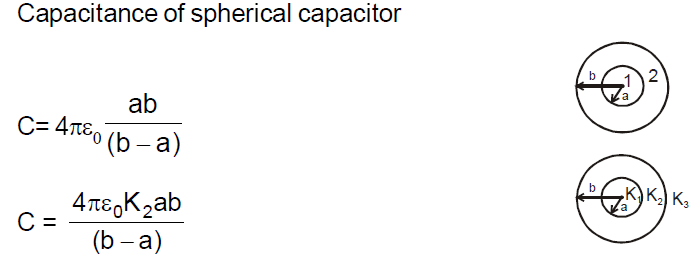 Capacitance of spherical capacitor
C= 4πε₀ ab/(b – a)
b 1 2
a
C = 4πε₀K₂ab/(b – a)
b K₁ K₂ K₃
a